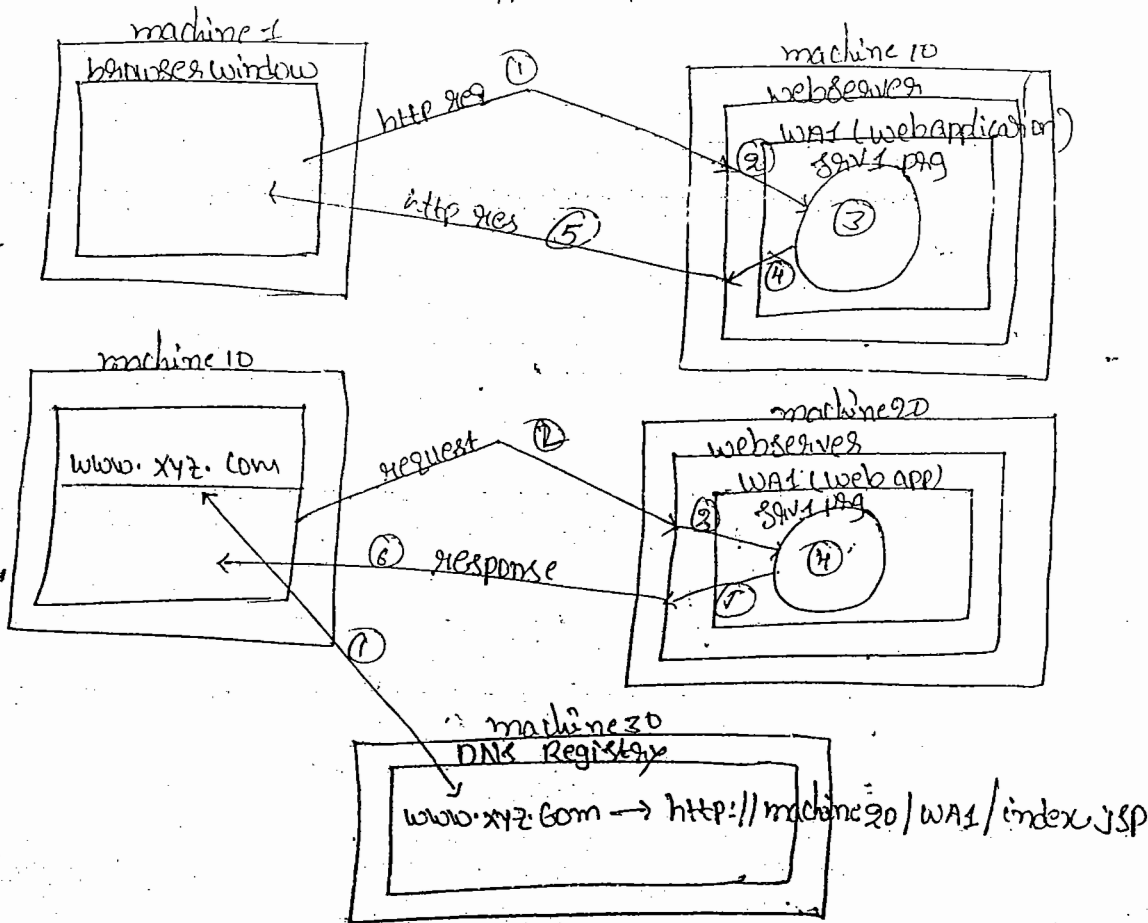 machine-1
browser window
http req ①
http res ⑤
machine 10
webserver
WA1 (web application)
srv1 prg
②
③
④
machine 10
www.xyz.com
request ②
⑥ response
①
machine 20
webserver
WA1 (web app)
srv1 prg
③
④
⑤
machine 30
DNS Registry
www.xyz.com → http://machine20/WA1/index.jsp